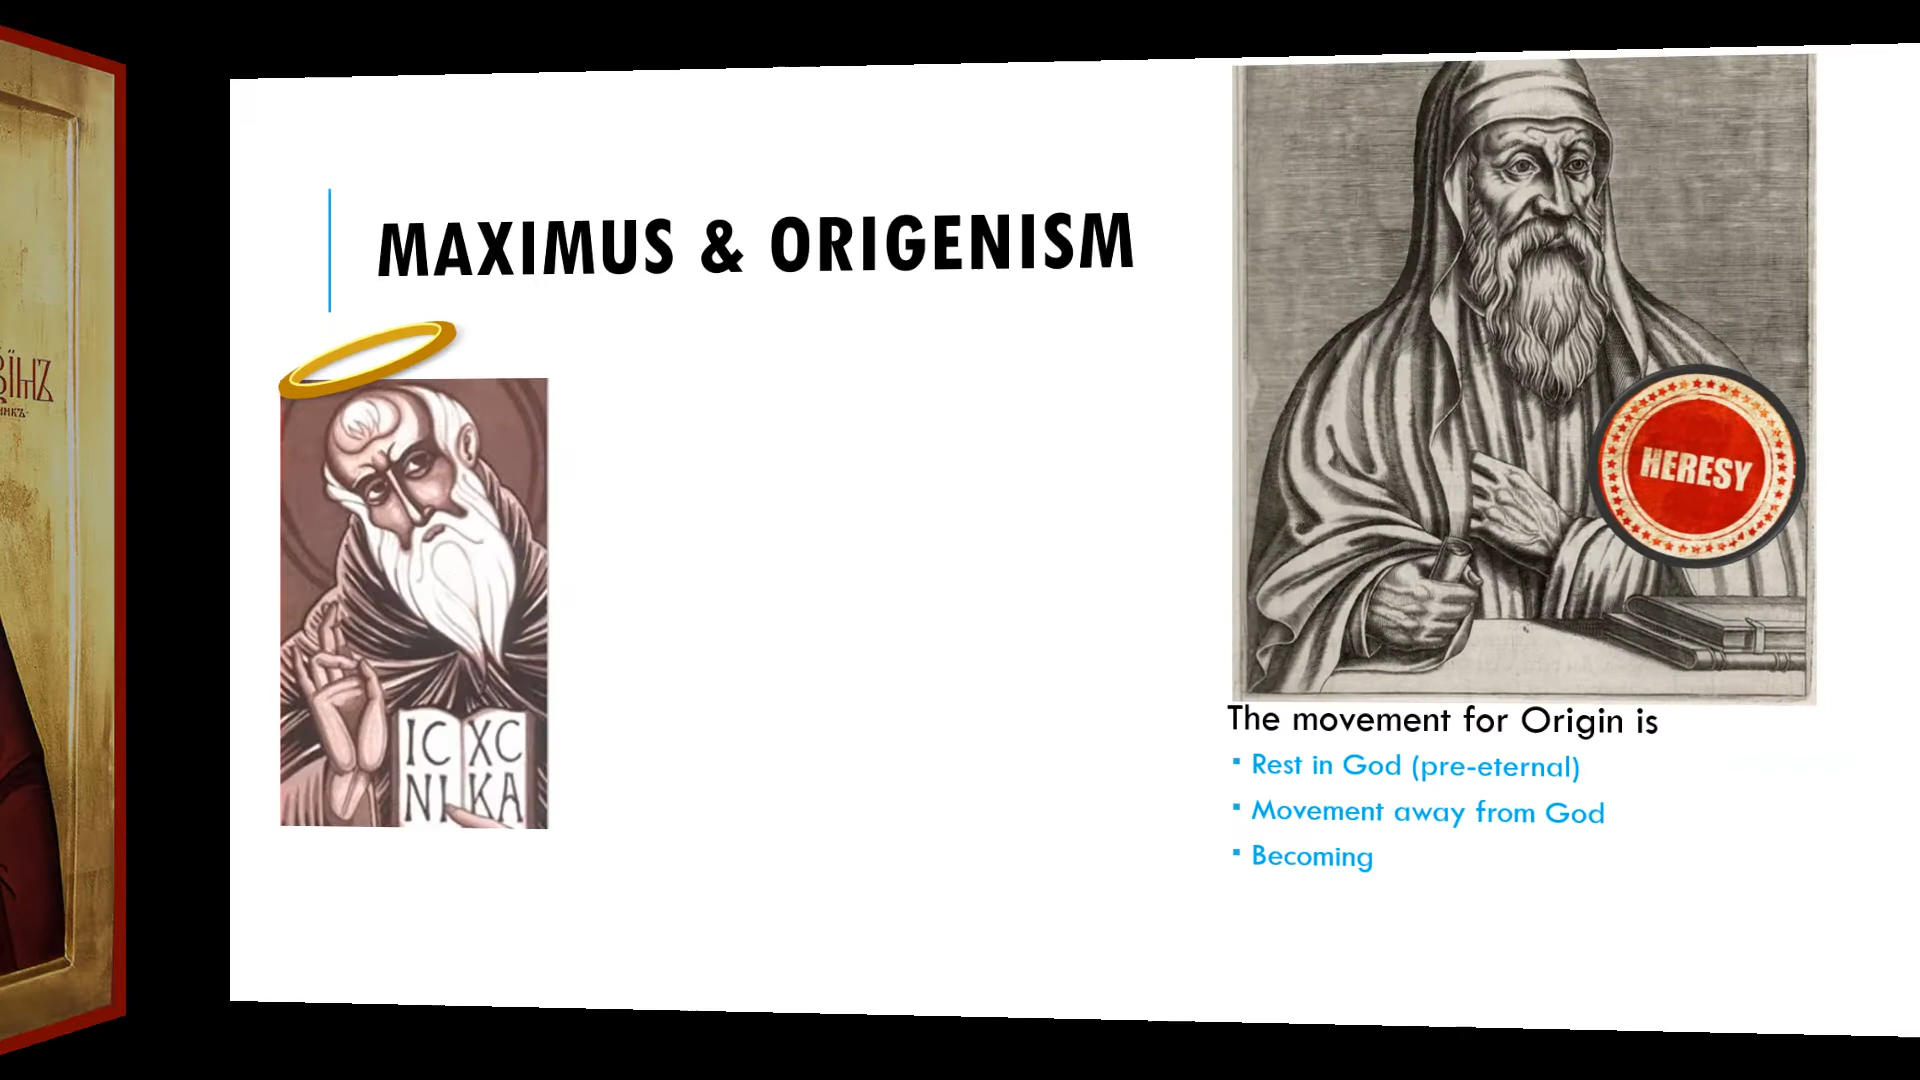 MAXIMUS & ORIGENISM
HERESY
IC XC
NI KA
The movement for Origin is
▪ Rest in God (pre-eternal)
▪ Movement away from God
▪ Becoming